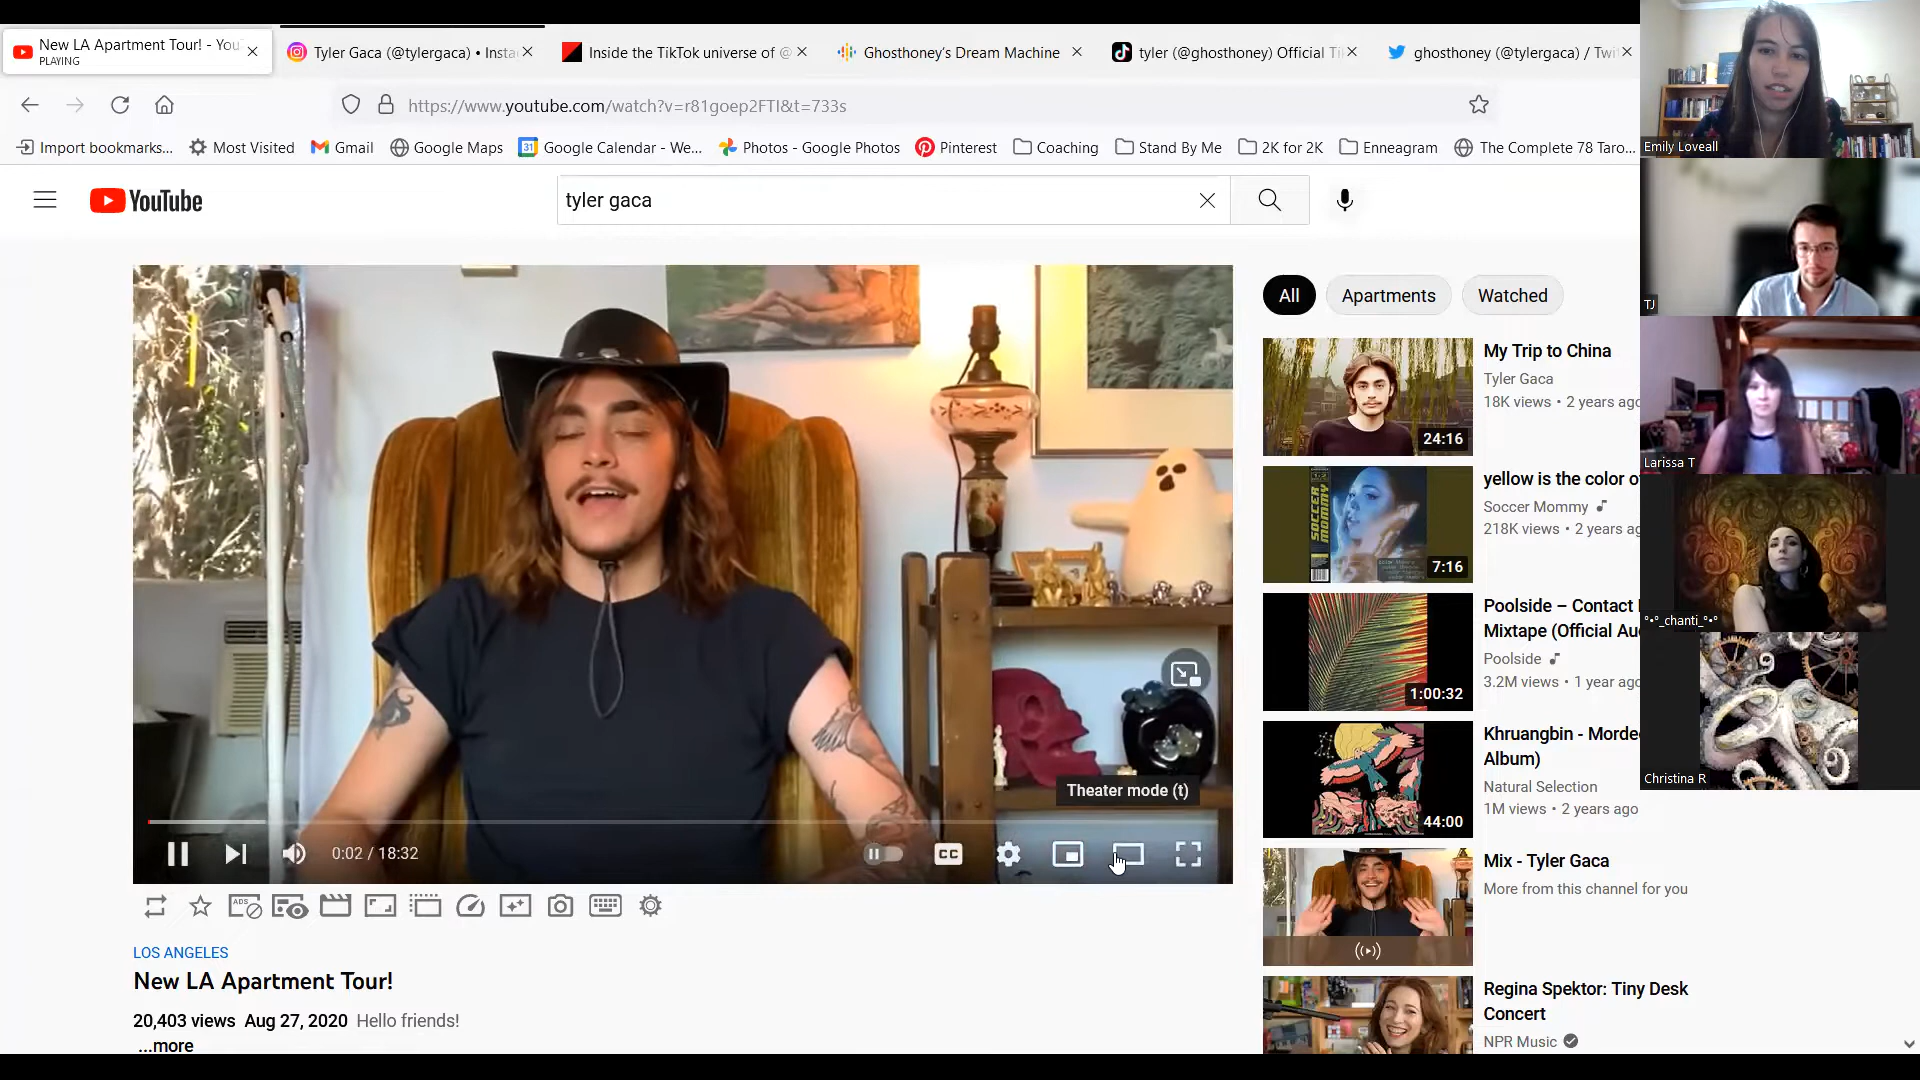 New LA Apartment Tour! - You
PLAYING
Tyler Gaca (@tylergaca) • Insta
Inside the TikTok universe of @
Ghosthoney's Dream Machine
tyler (@ghosthoney) Official Ti
ghosthoney (@tylergaca) / Twi
https://www.youtube.com/watch?v=r81goep2FTI&t=733s
Import bookmarks...
Most Visited
Gmail
Google Maps
31
Google Calendar - We...
Photos - Google Photos
Pinterest
Coaching
Stand By Me
2K for 2K
Enneagram
The Complete 78 Taro...
YouTube
tyler gaca
All
Apartments
Watched
24:16
My Trip to China
Tyler Gaca
18K views • 2 years ago
SOCCER MOMMY
7:16
yellow is the color o
Soccer Mommy
218K views • 2 years ag
1:00:32
Poolside – Contact
Mixtape (Official Au
Poolside
3.2M views • 1 year ago
44:00
Khruangbin - Morde
Album)
Natural Selection
1M views • 2 years ago
Mix - Tyler Gaca
More from this channel for you
Regina Spektor: Tiny Desk
Concert
NPR Music
Theater mode (t)
0:02 / 18:32
CC
ADS
LOS ANGELES
New LA Apartment Tour!
20,403 views Aug 27, 2020 Hello friends!
...more
Emily Loveall
TJ
Larissa T
°•°_chanti_°•°
Christina R